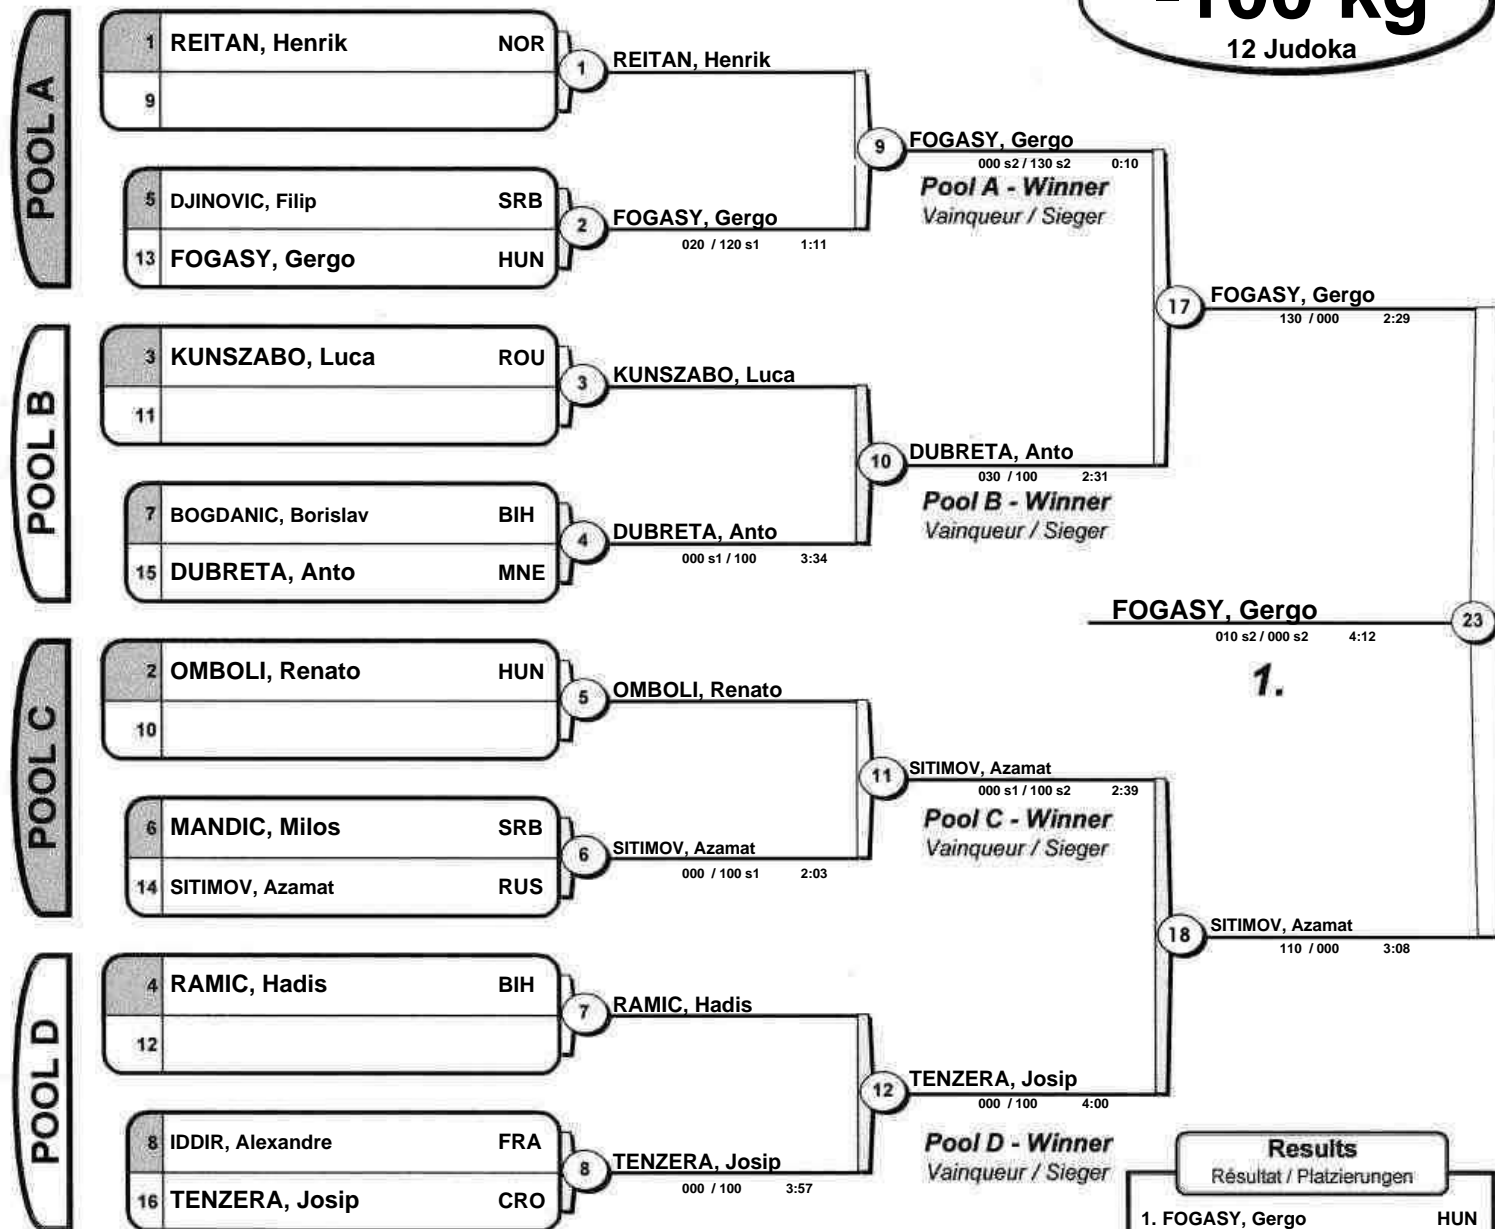 -100 kg
12 Judoka
POOL A
1 REITAN, Henrik NOR
9
1 REITAN, Henrik
5 DJINOVIC, Filip SRB
13 FOGASY, Gergo HUN
2 FOGASY, Gergo
020 / 120 s1 1:11
9 FOGASY, Gergo
000 s2 / 130 s2 0:10
Pool A - Winner
Vainqueur / Sieger
17 FOGASY, Gergo
130 / 000 2:29
POOL B
3 KUNSZABO, Luca ROU
11
3 KUNSZABO, Luca
7 BOGDANIC, Borislav BIH
15 DUBRETA, Anto MNE
4 DUBRETA, Anto
000 s1 / 100 3:34
10 DUBRETA, Anto
030 / 100 2:31
Pool B - Winner
Vainqueur / Sieger
FOGASY, Gergo 23
010 s2 / 000 s2 4:12
1.
POOL C
2 OMBOLI, Renato HUN
10
5 OMBOLI, Renato
6 MANDIC, Milos SRB
14 SITIMOV, Azamat RUS
6 SITIMOV, Azamat
000 / 100 s1 2:03
11 SITIMOV, Azamat
000 s1 / 100 s2 2:39
Pool C - Winner
Vainqueur / Sieger
18 SITIMOV, Azamat
110 / 000 3:08
POOL D
4 RAMIC, Hadis BIH
12
7 RAMIC, Hadis
8 IDDIR, Alexandre FRA
16 TENZERA, Josip CRO
8 TENZERA, Josip
000 / 100 3:57
12 TENZERA, Josip
000 / 100 4:00
Pool D - Winner
Vainqueur / Sieger
Results
Résultat / Platzierungen
1. FOGASY, Gergo HUN